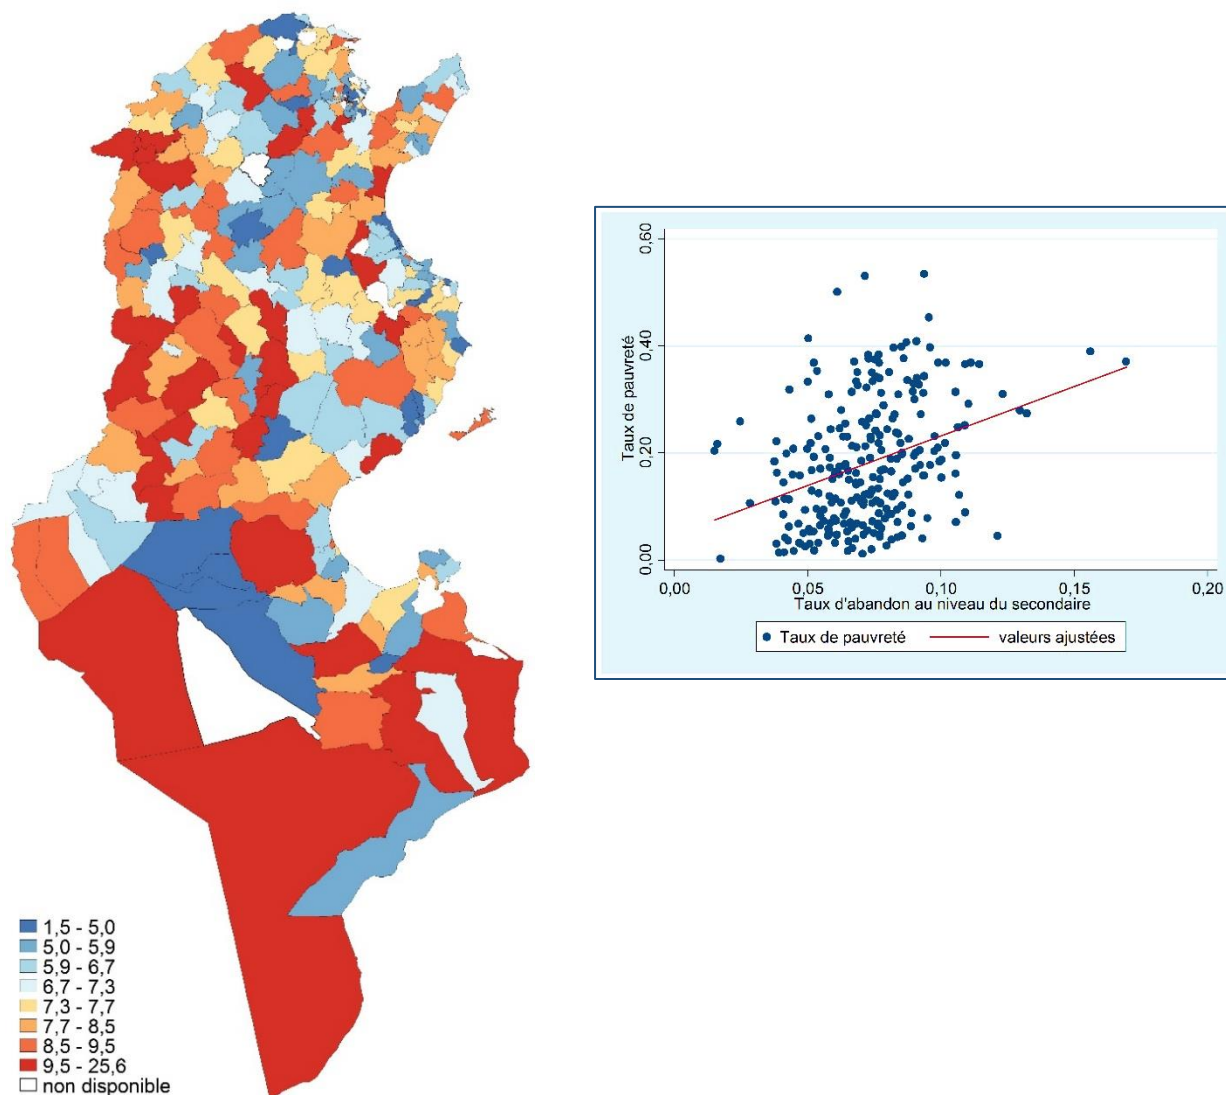 1,5 - 5,0
5,0 - 5,9
5,9 - 6,7
6,7 - 7,3
7,3 - 7,7
7,7 - 8,5
8,5 - 9,5
9,5 - 25,6
non disponible
Taux de pauvreté
0,60
0,40
0,20
0,00
0,00 0,05 0,10 0,15 0,20
Taux d'abandon au niveau du secondaire
Taux de pauvreté valeurs ajustées